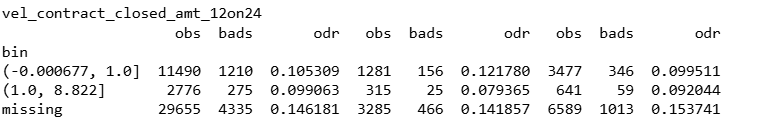 vel_contract_closed_amt_12on24
obs bads odr obs bads odr obs bads odr
bin
(-0.000677, 1.0] 11490 1210 0.105309 1281 156 0.121780 3477 346 0.099511
(1.0, 8.822] 2776 275 0.099063 315 25 0.079365 641 59 0.092044
missing 29655 4335 0.146181 3285 466 0.141857 6589 1013 0.153741